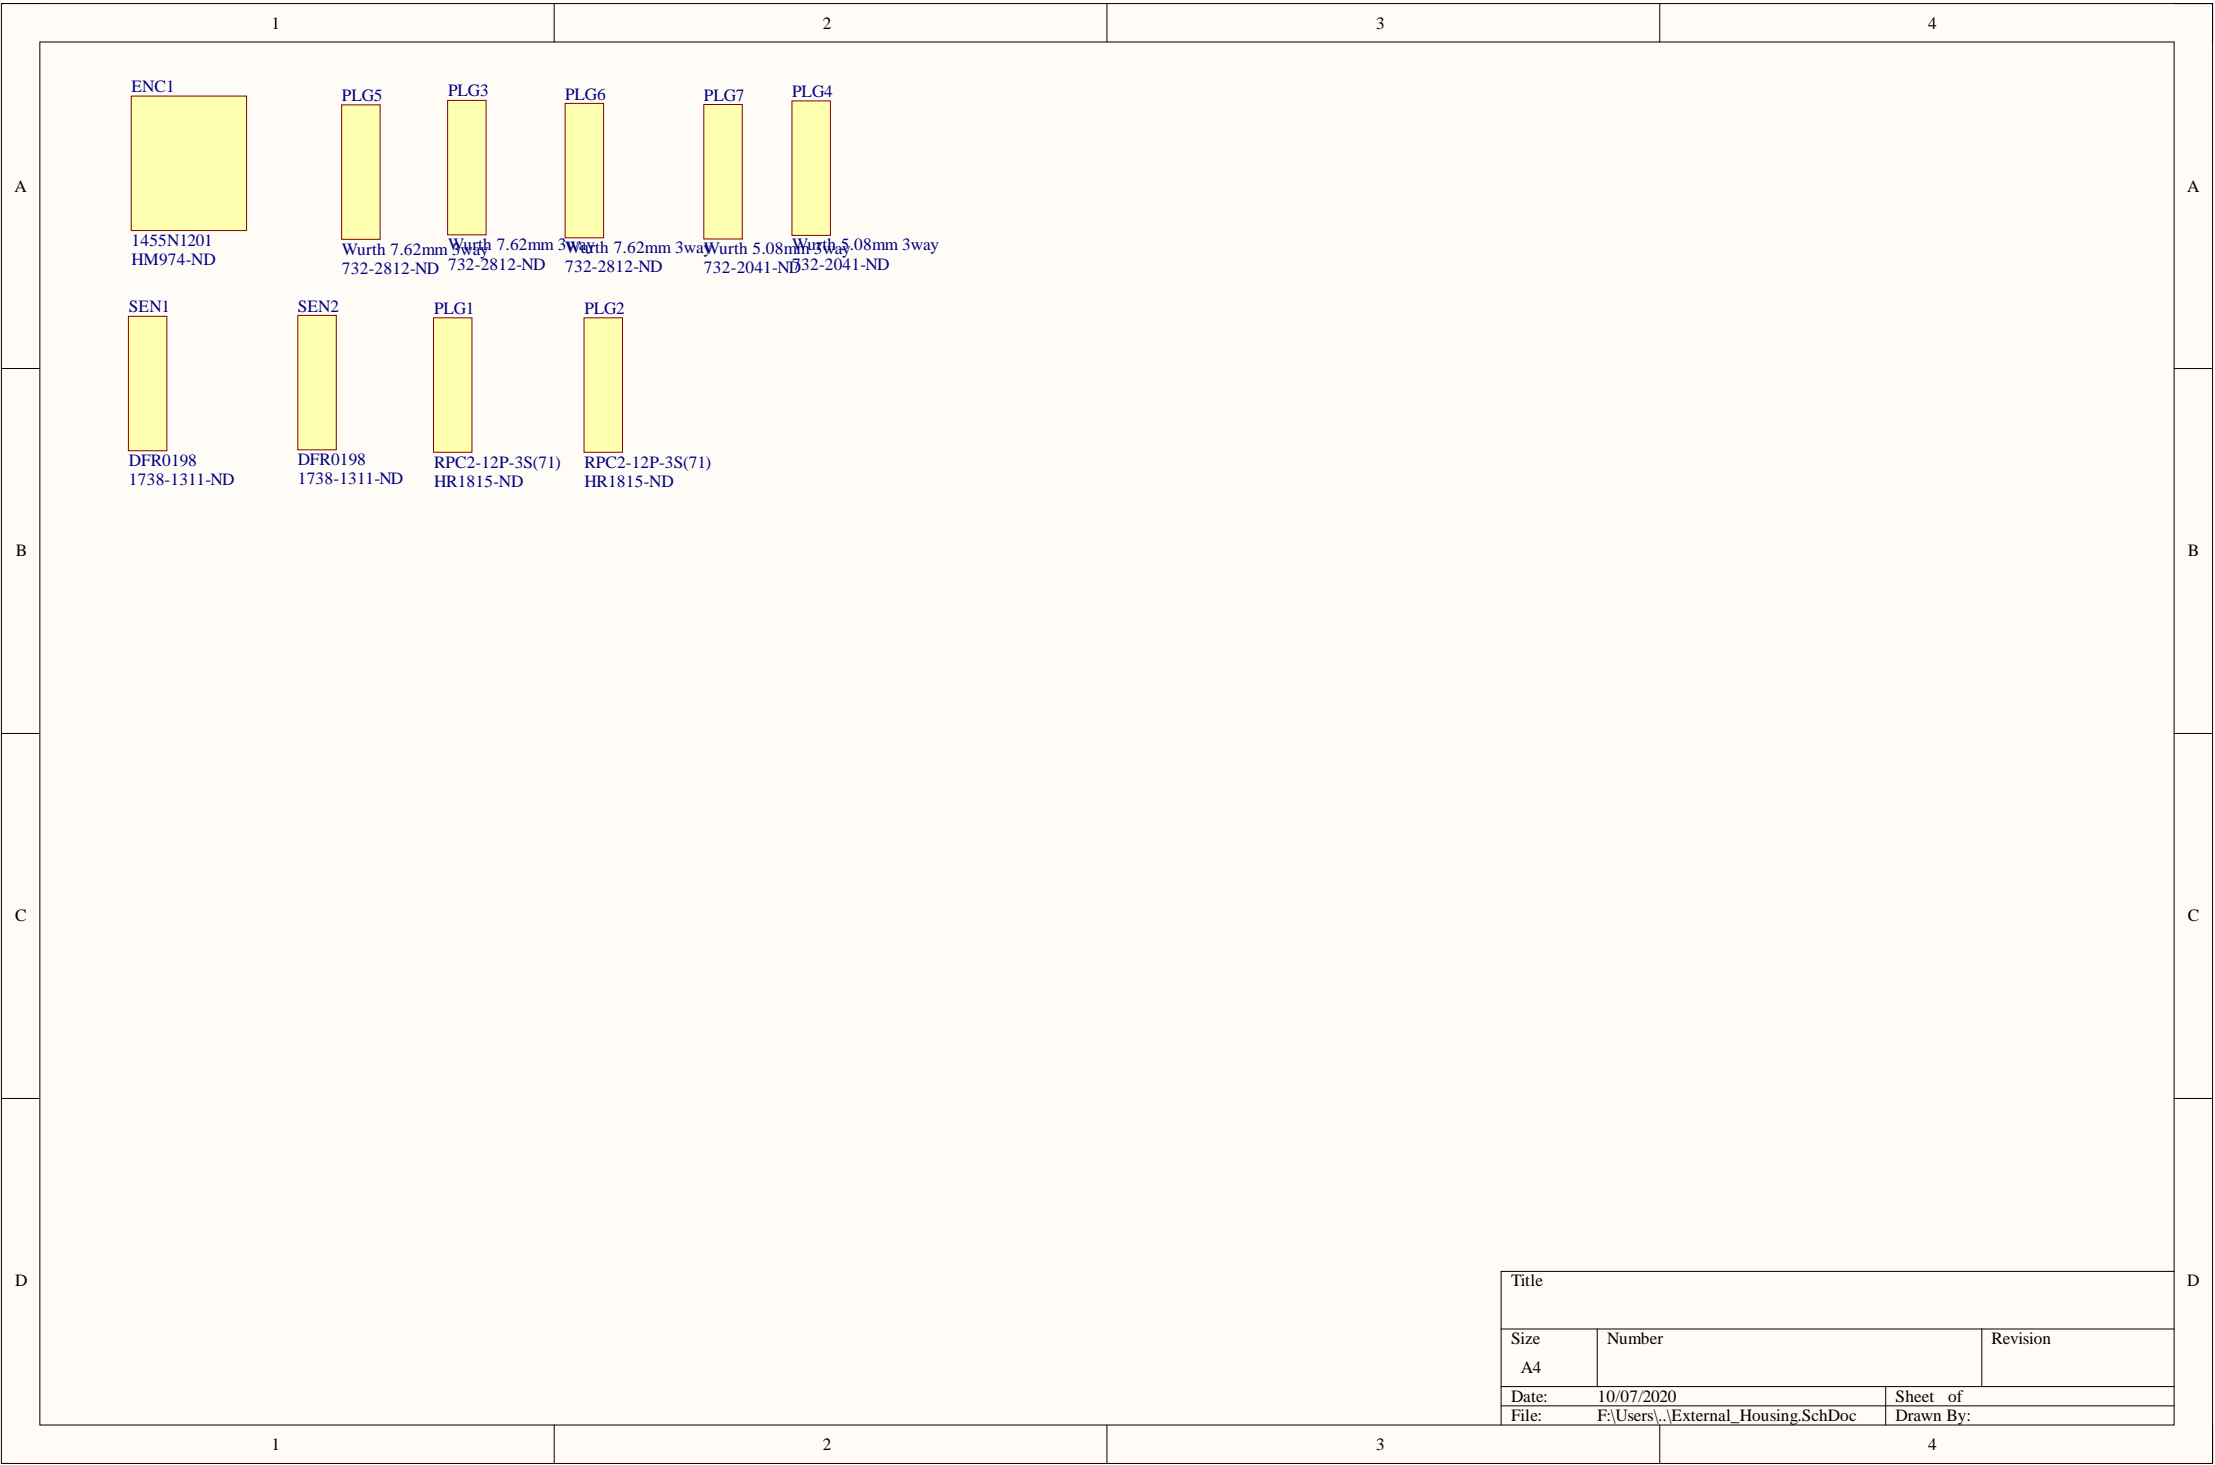 1 2 3 4
A A
ENC1
1455N1201
HM974-ND
PLG5
Wurth 7.62mm 3way
732-2812-ND
PLG3
Wurth 7.62mm 3way
732-2812-ND
PLG6
Wurth 7.62mm 3way
732-2812-ND
PLG7
Wurth 5.08mm 3way
732-2041-ND
PLG4
Wurth 5.08mm 3way
732-2041-ND
SEN1
DFR0198
1738-1311-ND
SEN2
DFR0198
1738-1311-ND
PLG1
RPC2-12P-3S(71)
HR1815-ND
PLG2
RPC2-12P-3S(71)
HR1815-ND
B B
C C
D D
Title
Size Number Revision
A4
Date: 10/07/2020 Sheet of
File: F:\Users\..\External_Housing.SchDoc Drawn By:
1 2 3 4